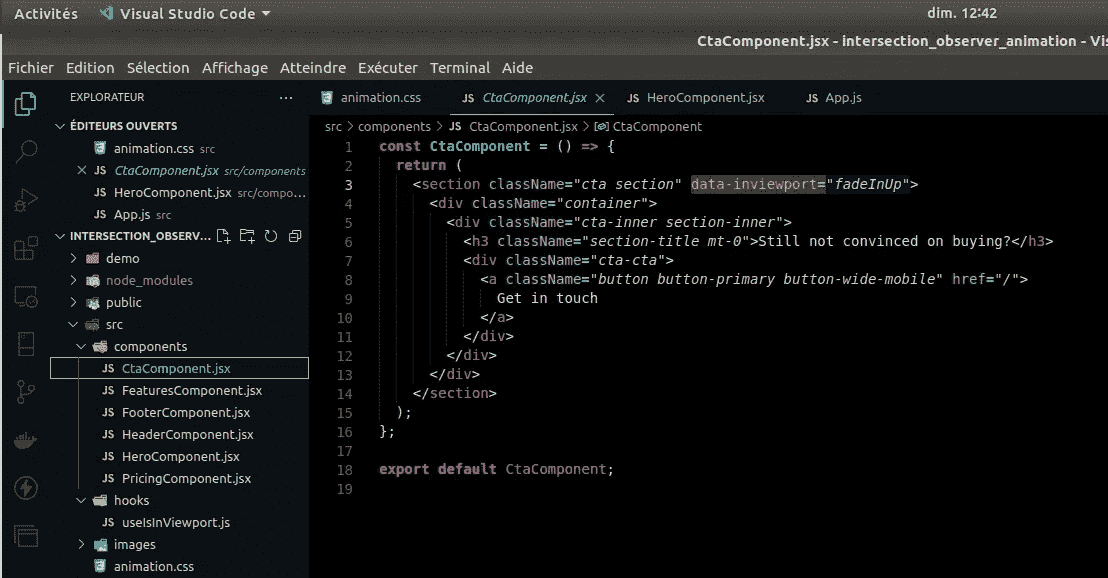 Activités Visual Studio Code dim. 12:42
CtaComponent.jsx - intersection_observer_animation - Vis
Fichier Edition Sélection Affichage Atteindre Exécuter Terminal Aide
EXPLORATEUR
ÉDITEURS OUVERTS
animation.css src
CtaComponent.jsx src/components
HeroComponent.jsx src/compo...
App.js src
INTERSECTION_OBSERV...
demo
node_modules
public
src
components
JS CtaComponent.jsx
JS FeaturesComponent.jsx
JS FooterComponent.jsx
JS HeaderComponent.jsx
JS HeroComponent.jsx
JS PricingComponent.jsx
hooks
JS useIsInViewport.js
images
animation.css
animation.css JS CtaComponent.jsx JS HeroComponent.jsx JS App.js
src > components > JS CtaComponent.jsx > CtaComponent
1 const CtaComponent = () => {
2 return (
3 <section className="cta section" data-inviewport="fadeInUp">
4 <div className="container">
5 <div className="cta-inner section-inner">
6 <h3 className="section-title mt-0">Still not convinced on buying?</h3>
7 <div className="cta-cta">
8 <a className="button button-primary button-wide-mobile" href="/">
9 Get in touch
10 </a>
11 </div>
12 </div>
13 </div>
14 </section>
15 );
16 };
17
18 export default CtaComponent;
19